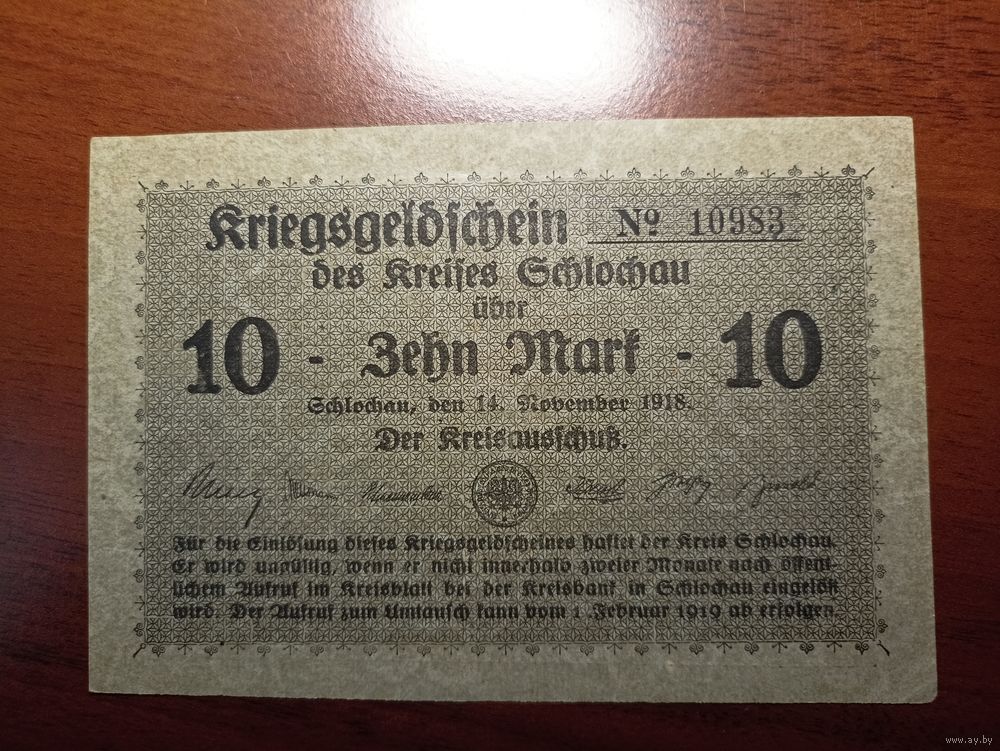 Kriegsgeldschein № 10983
des Kreises Schlochau
über
10 - Zehn Mark - 10
Schlochau, den 14. November 1918.
Der Kreisausschuß.
Für die Einlösung dieses Kriegsgeldscheines haftet der Kreis Schlochau.
Er wird ungültig, wenn er nicht innerhalb zweier Monate nach öffent-
lichem Aufruf im Kreisblatt bei der Kreisbank in Schlochau eingelöst
wird. Der Aufruf zum Umtausch kann vom 1. Februar 1919 ab erfolgen.
www.ay.by